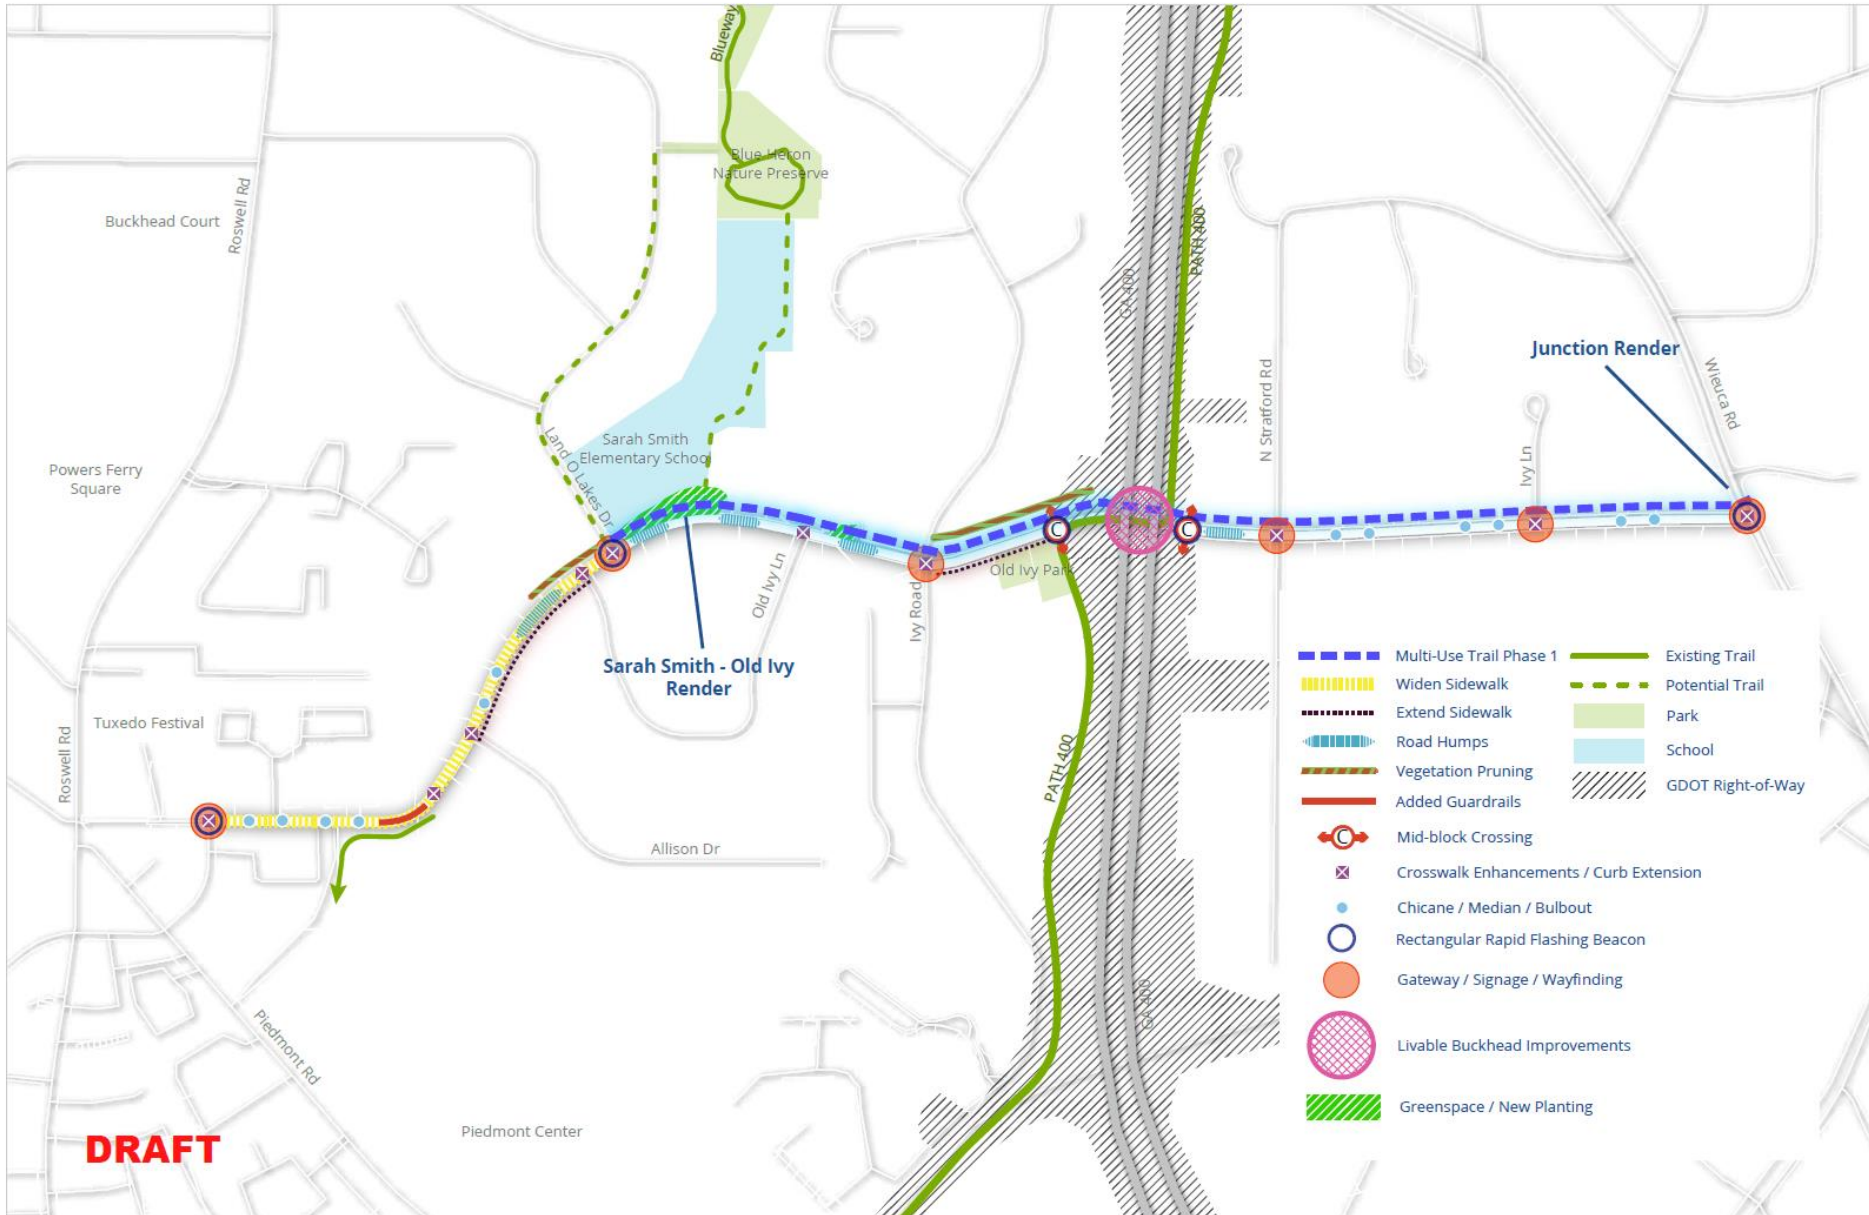 Blueway
Blue Heron
Nature Preserve
Buckhead Court
Roswell Rd
PATH 400
GA 400
Junction Render
Wieuca Rd
N Stratford Rd
Ivy Ln
Land O Lakes Dr
Sarah Smith
Elementary School
Powers Ferry
Square
C
C
Old Ivy Park
Old Ivy Ln
Ivy Road
Sarah Smith - Old Ivy
Render
Tuxedo Festival
Roswell Rd
PATH 400
Allison Dr
GA 400
Piedmont Rd
Piedmont Center
DRAFT
Multi-Use Trail Phase 1
Widen Sidewalk
Extend Sidewalk
Road Humps
Vegetation Pruning
Added Guardrails
C
Mid-block Crossing
Crosswalk Enhancements / Curb Extension
Chicane / Median / Bulbout
Rectangular Rapid Flashing Beacon
Gateway / Signage / Wayfinding
Livable Buckhead Improvements
Greenspace / New Planting
Existing Trail
Potential Trail
Park
School
GDOT Right-of-Way